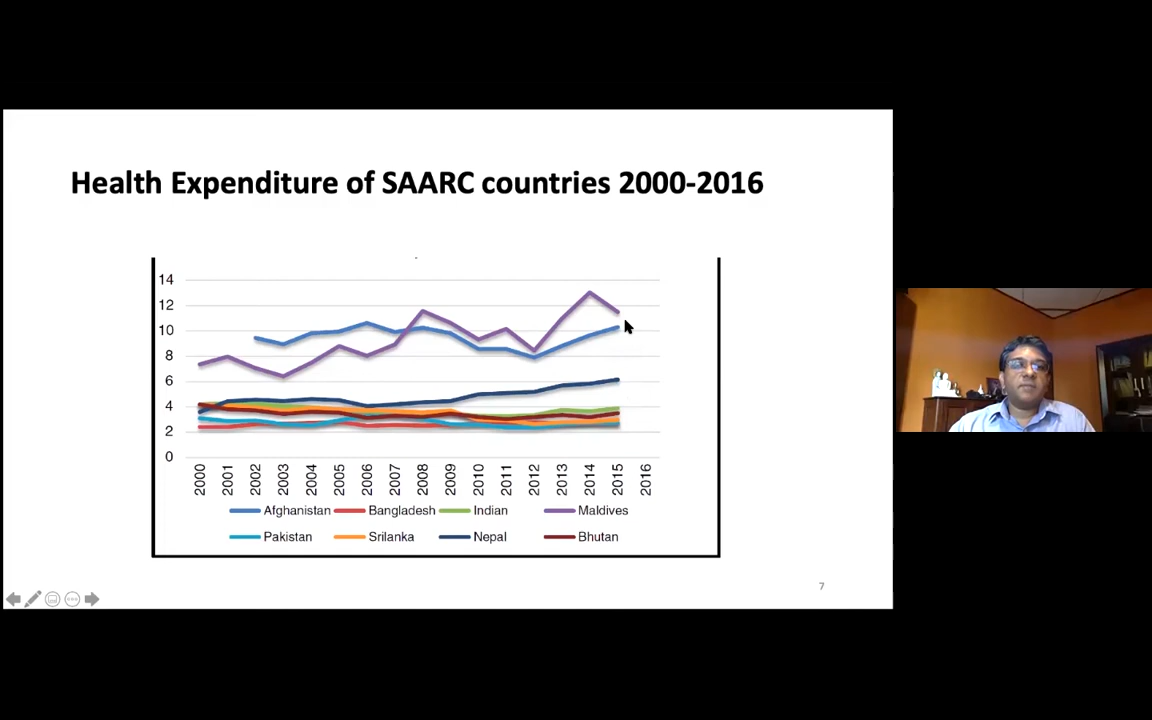 Health Expenditure of SAARC countries 2000-2016
14
12
10
8
6
4
2
0
2000 2001 2002 2003 2004 2005 2006 2007 2008 2009 2010 2011 2012 2013 2014 2015 2016
Afghanistan Bangladesh Indian Maldives
Pakistan Srilanka Nepal Bhutan
7